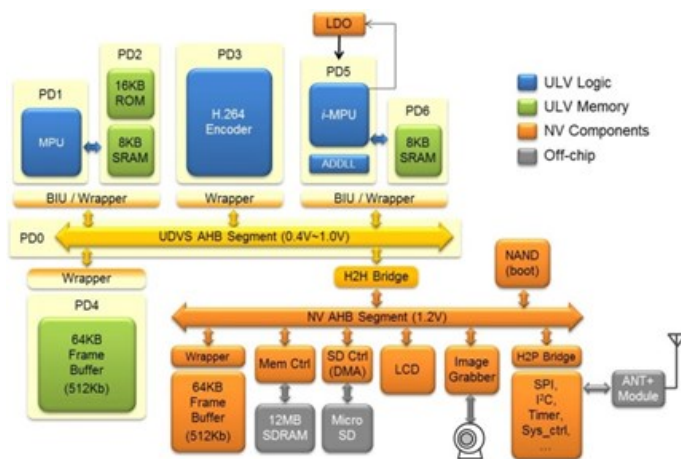 LDO
PD1
MPU
PD2
16KB
ROM
8KB
SRAM
PD3
H.264
Encoder
PD5
i-MPU
ADDLL
PD6
8KB
SRAM
ULV Logic
ULV Memory
NV Components
Off-chip
BIU / Wrapper
Wrapper
BIU / Wrapper
PD0
UDVS AHB Segment (0.4V~1.0V)
Wrapper
PD4
64KB
Frame
Buffer
(512Kb)
H2H Bridge
NAND
(boot)
NV AHB Segment (1.2V)
Wrapper
64KB
Frame
Buffer
(512Kb)
Mem Ctrl
12MB
SDRAM
SD Ctrl
(DMA)
Micro
SD
LCD
Image
Grabber
H2P Bridge
SPI,
I²C,
Timer,
Sys_ctrl,
...
ANT+
Module